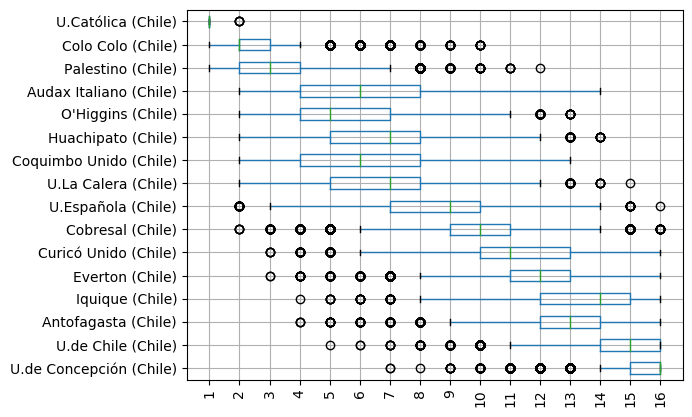 U.Católica (Chile)
Colo Colo (Chile)
Palestino (Chile)
Audax Italiano (Chile)
O'Higgins (Chile)
Huachipato (Chile)
Coquimbo Unido (Chile)
U.La Calera (Chile)
U.Española (Chile)
Cobresal (Chile)
Curicó Unido (Chile)
Everton (Chile)
Iquique (Chile)
Antofagasta (Chile)
U.de Chile (Chile)
U.de Concepción (Chile)
1 2 3 4 5 6 7 8 9 10 11 12 13 14 15 16